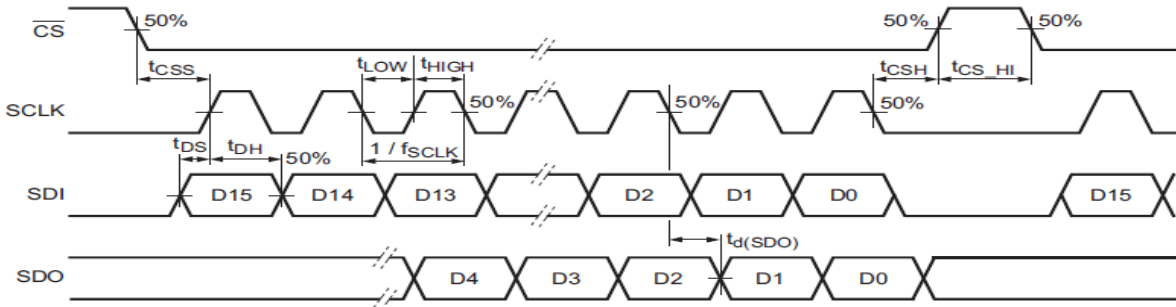 CS 50% 50% 50%
tCSS tLOW tHIGH tCSH tCS_HI
SCLK 50% 50% 50%
tDS tDH 50% 1 / fSCLK
SDI D15 D14 D13 D2 D1 D0 D15
td(SDO)
SDO D4 D3 D2 D1 D0